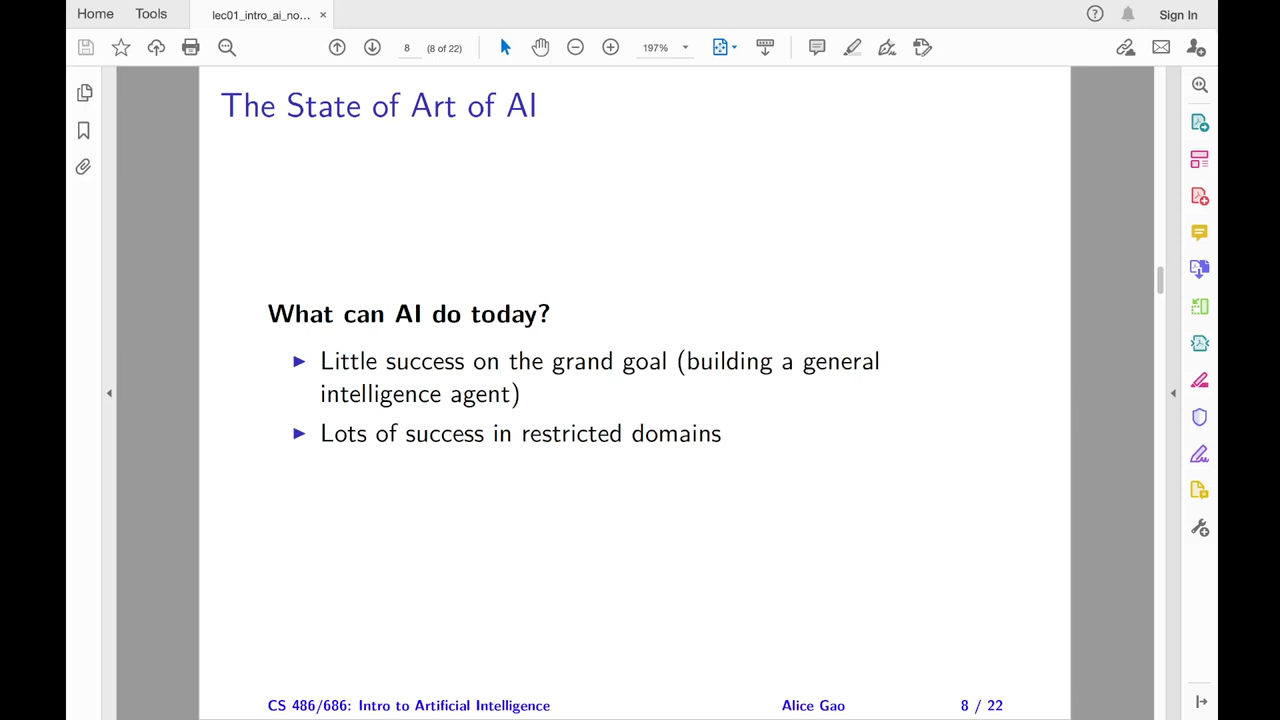 Home Tools lec01_intro_ai_no... × Sign In
8 (8 of 22) 197%
The State of Art of AI
What can AI do today?
Little success on the grand goal (building a general
intelligence agent)
Lots of success in restricted domains
CS 486/686: Intro to Artificial Intelligence Alice Gao 8 / 22